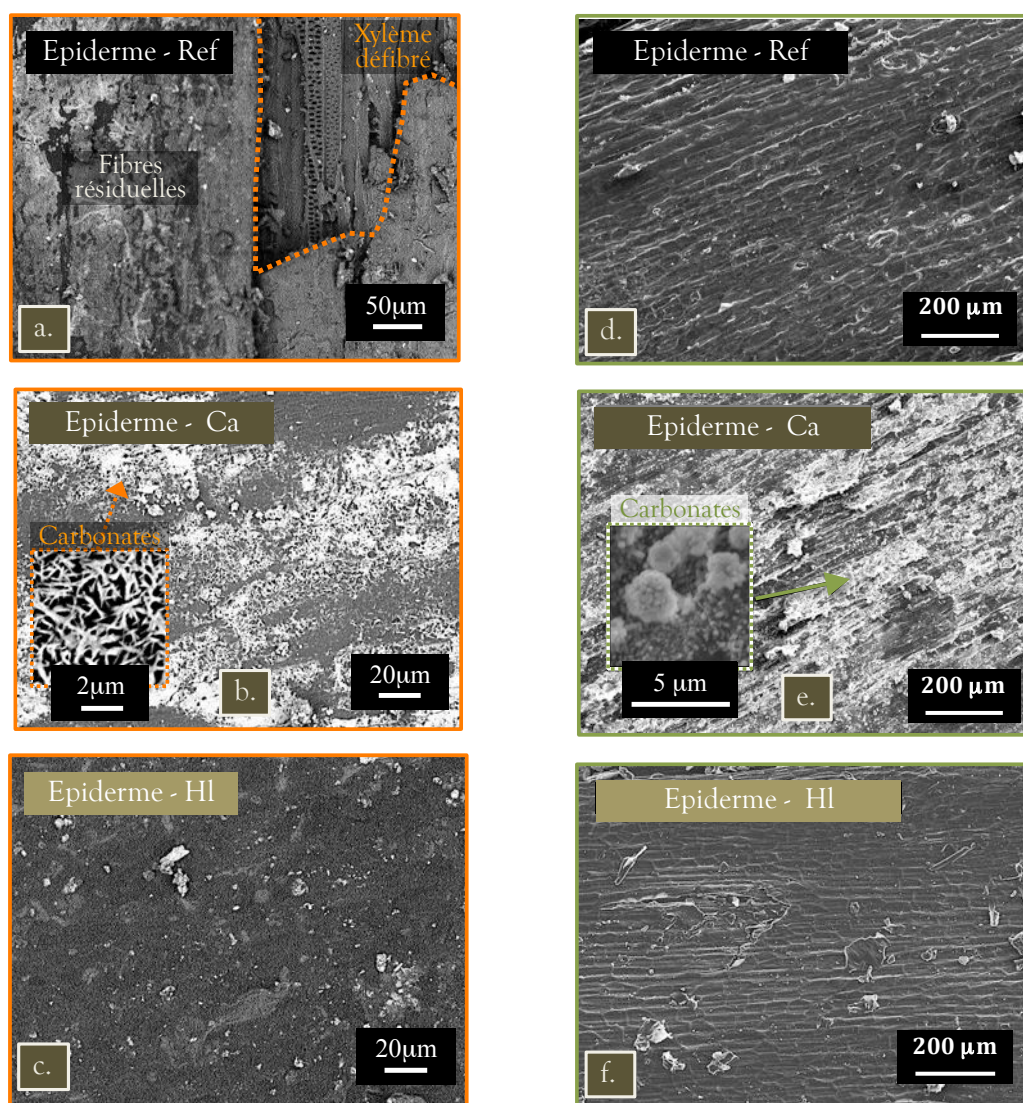 Epiderme - Ref
Xylème
défibré
Fibres
résiduelles
50µm
a.
Epiderme - Ref
200 µm
d.
Epiderme - Ca
Carbonates
2µm
b.
20µm
Epiderme - Ca
Carbonates
5 µm
e.
200 µm
Epiderme - Hl
20µm
c.
Epiderme - Hl
200 µm
f.